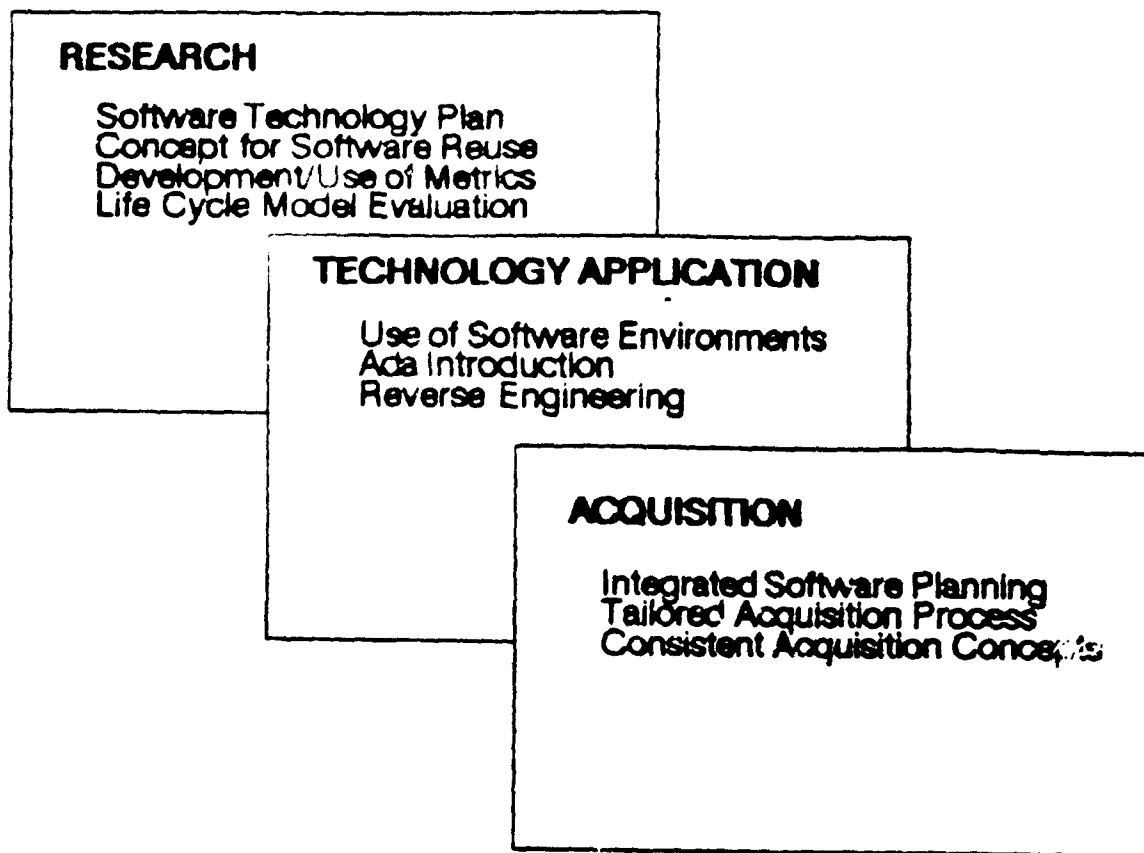 RESEARCH
Software Technology Plan
Concept for Software Reuse
Development/Use of Metrics
Life Cycle Model Evaluation
TECHNOLOGY APPLICATION
Use of Software Environments
Ada Introduction
Reverse Engineering
ACQUISITION
Integrated Software Planning
Tailored Acquisition Process
Consistent Acquisition Concepts